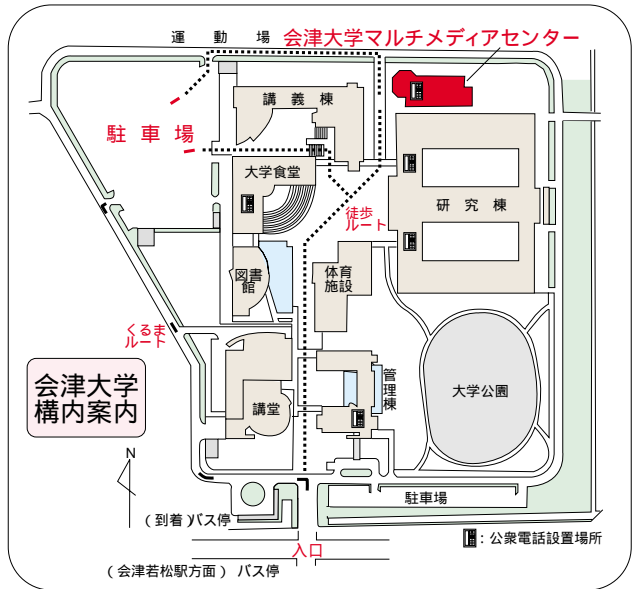 運動場
会津大学マルチメディアセンター
講義棟
駐車場
大学食堂
研究棟
徒歩
ルート
図書
館
体育
施設
くるま
ルート
会津大学
構内案内
講堂
管理棟
大学公園
N
駐車場
(到着)バス停
入口
:公衆電話設置場所
(会津若松駅方面) バス停